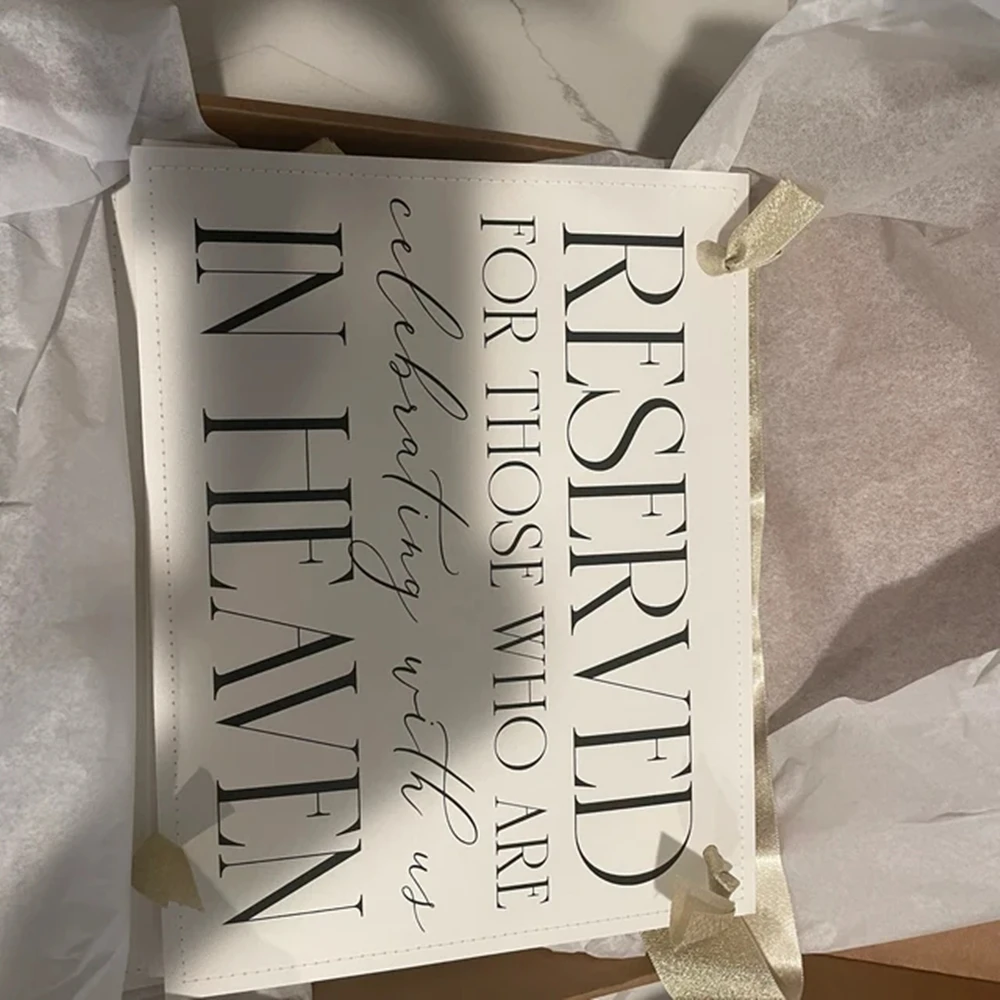 RESERVED
FOR THOSE WHO ARE
celebrating with us
IN HEAVEN